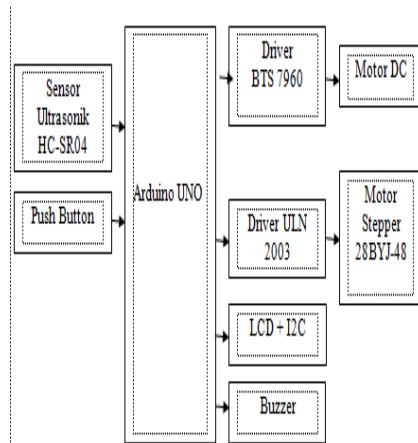 Sensor
Ultrasonik
HC-SR04
Push Button
Arduino UNO
Driver
BTS 7960
Motor DC
Driver ULN
2003
Motor
Stepper
28BYJ-48
LCD + I2C
Buzzer